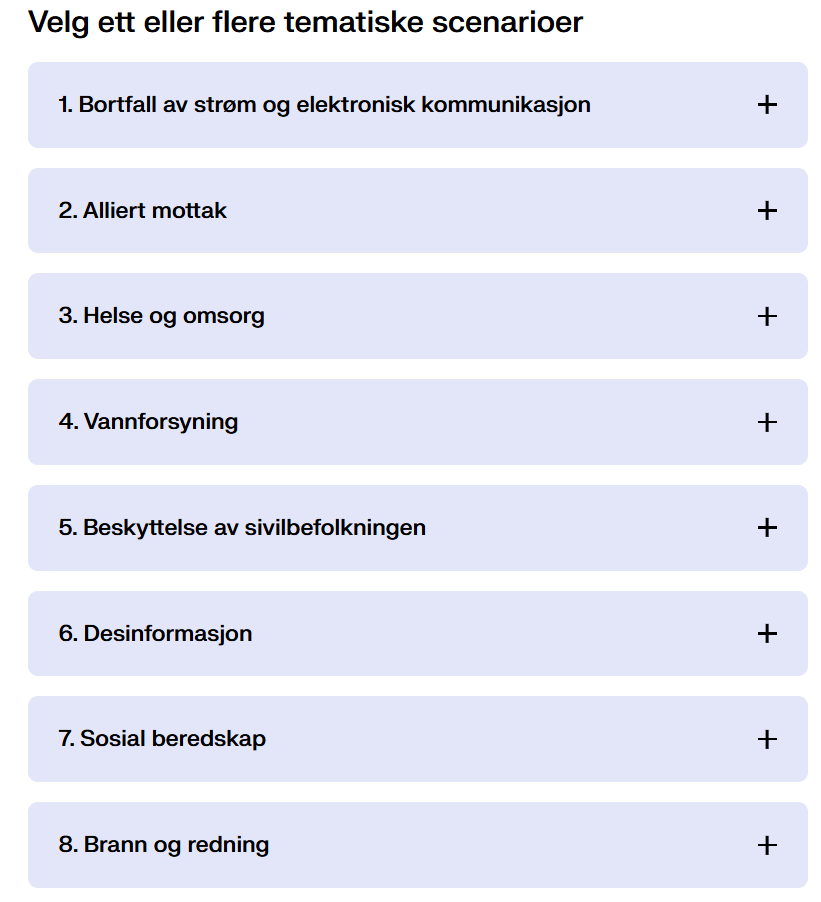 Velg ett eller flere tematiske scenarioer
1. Bortfall av strøm og elektronisk kommunikasjon
2. Alliert mottak
3. Helse og omsorg
4. Vannforsyning
5. Beskyttelse av sivilbefolkningen
6. Desinformasjon
7. Sosial beredskap
8. Brann og redning